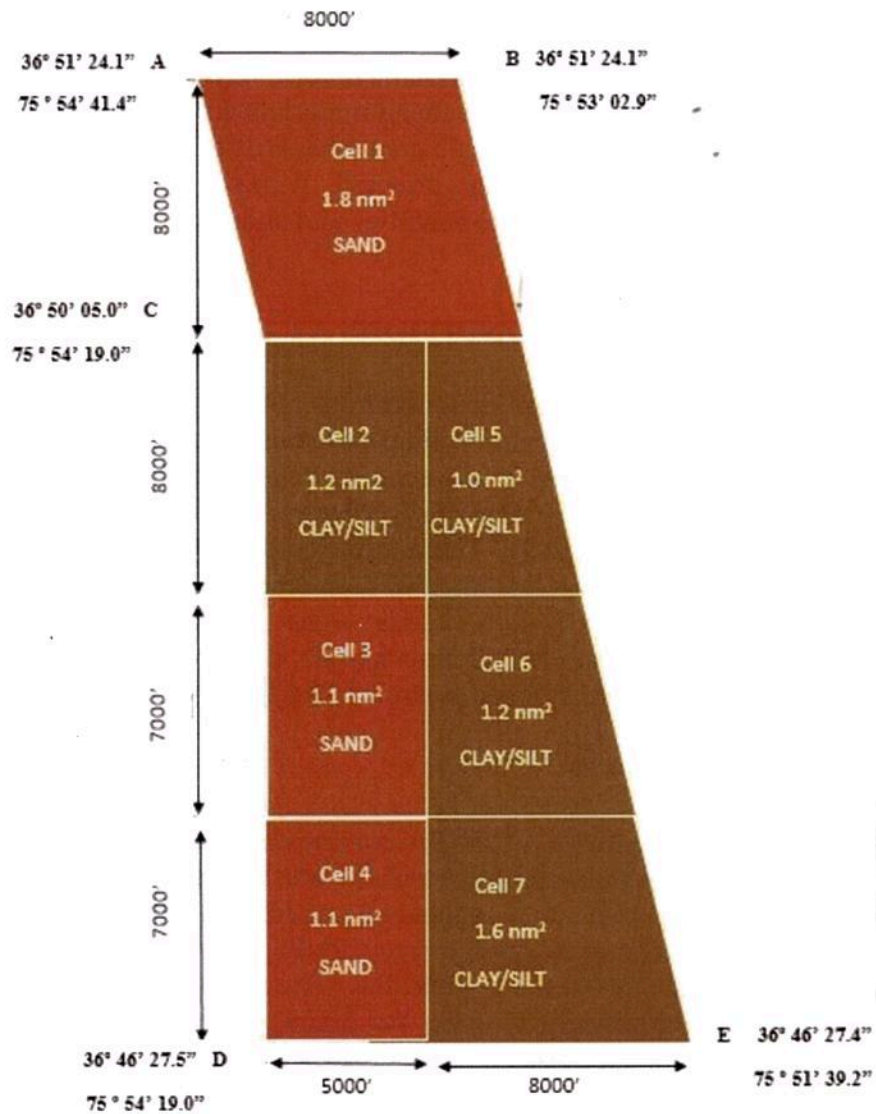 8000'
36° 51' 24.1" A
75 ° 54' 41.4"
B 36° 51' 24.1"
75 ° 53' 02.9"
Cell 1
1.8 nm²
SAND
8000'
36° 50' 05.0" C
75 ° 54' 19.0"
Cell 2
1.2 nm2
CLAY/SILT
Cell 5
1.0 nm²
CLAY/SILT
8000'
Cell 3
1.1 nm²
SAND
Cell 6
1.2 nm²
CLAY/SILT
7000'
Cell 4
1.1 nm²
SAND
Cell 7
1.6 nm²
CLAY/SILT
7000'
36° 46' 27.5" D
75 ° 54' 19.0"
5000'
8000'
E 36° 46' 27.4"
75 ° 51' 39.2"